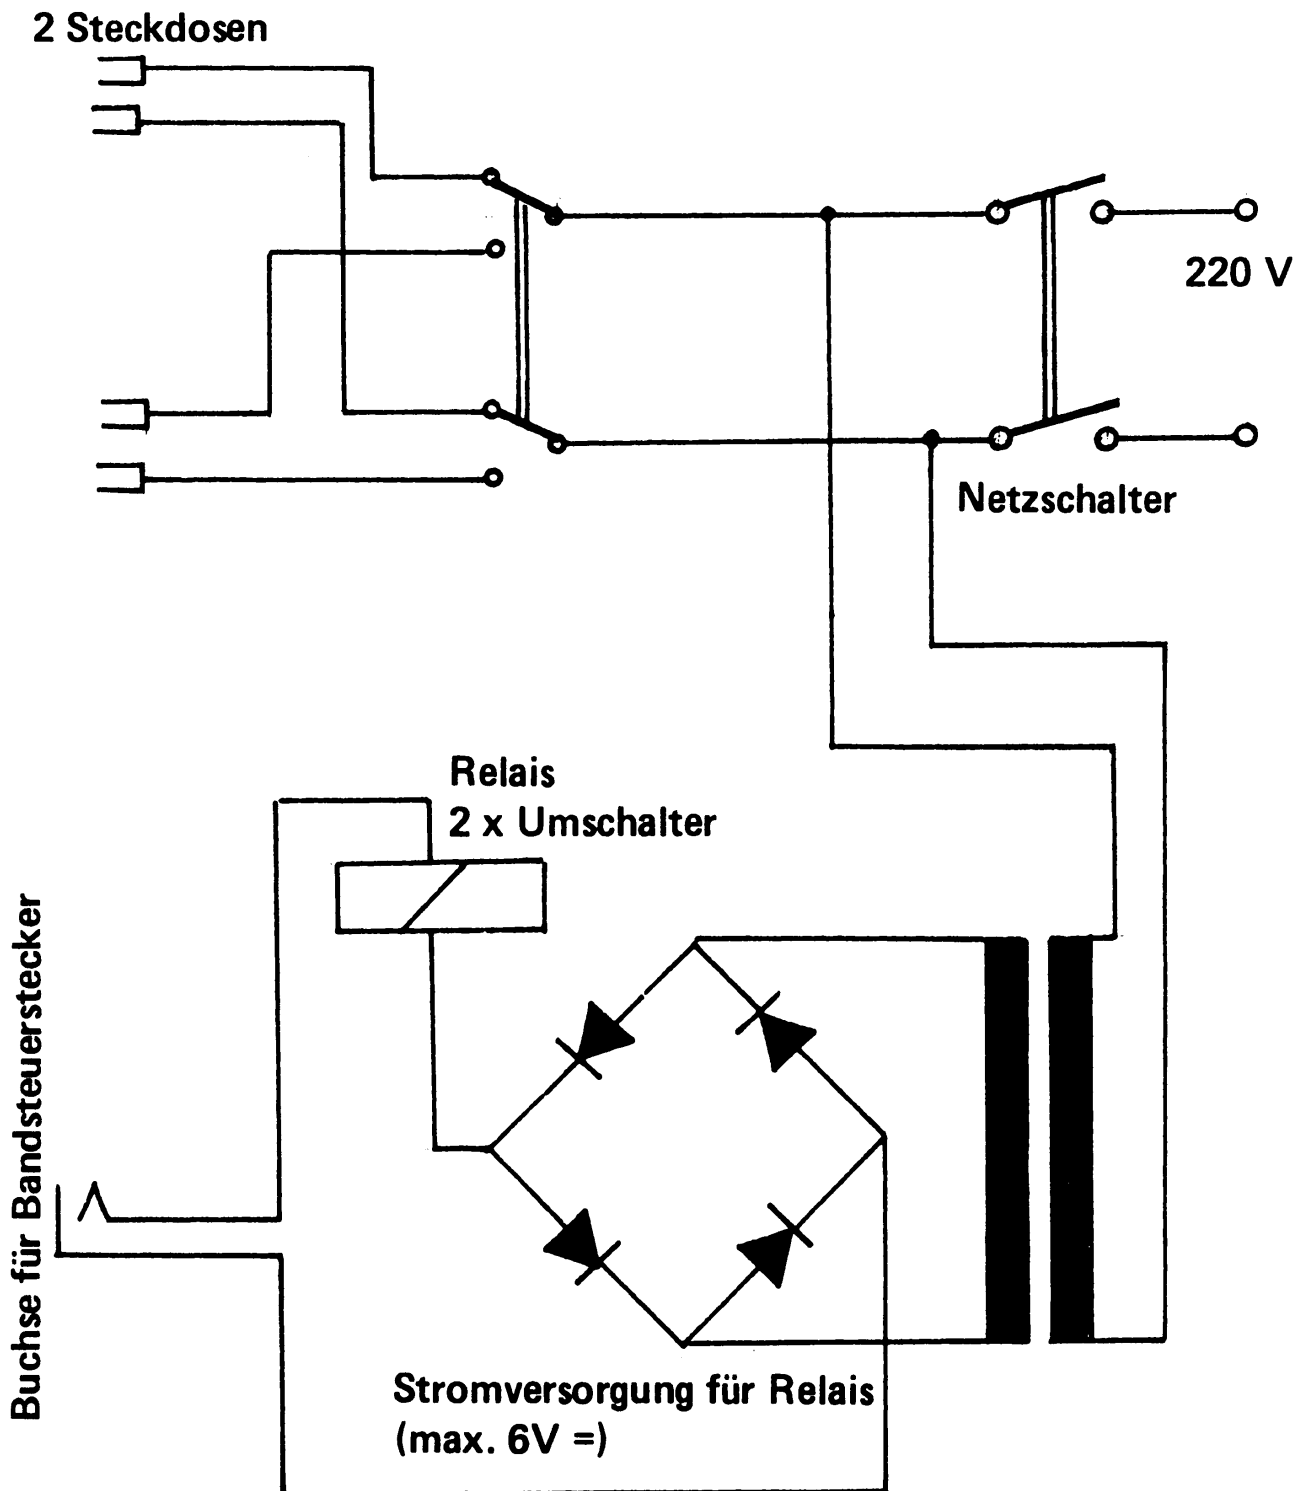 2 Steckdosen
220 V
Netzschalter
Relais
2 x Umschalter
Buchse für Bandsteuerstecker
Stromversorgung für Relais
(max. 6V =)